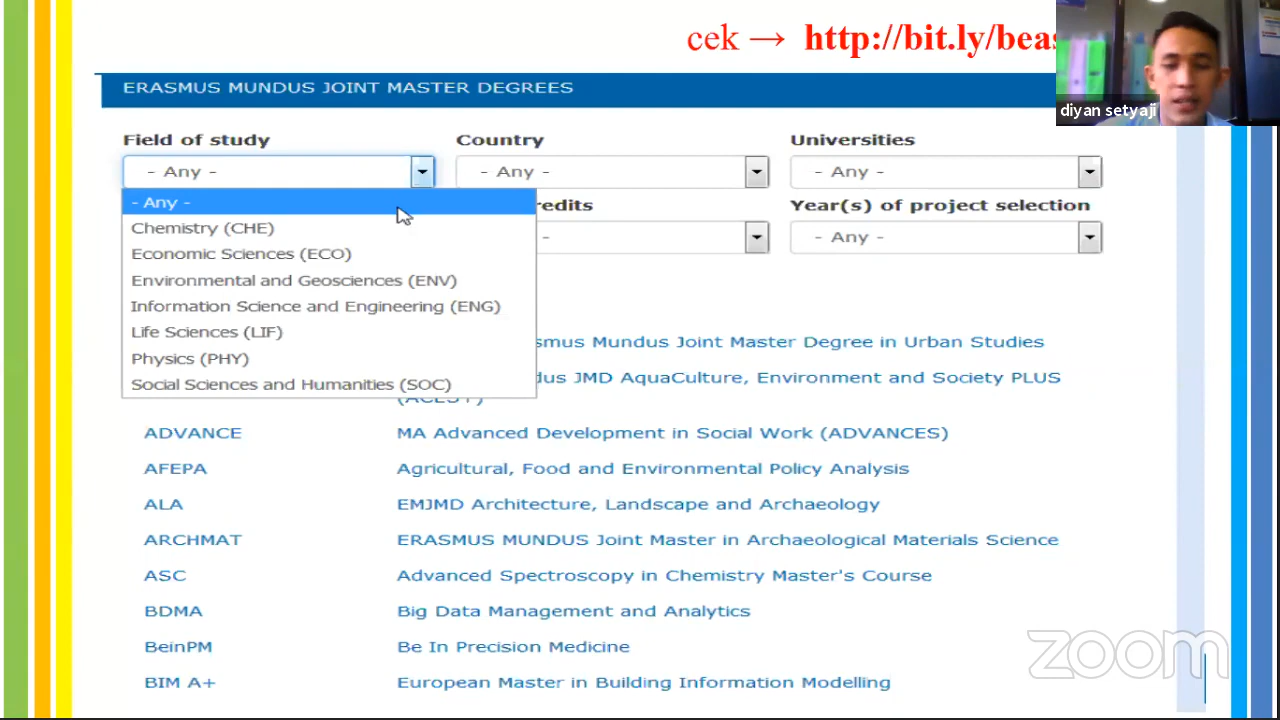 cek → http://bit.ly/beas
diyan setyaji
ERASMUS MUNDUS JOINT MASTER DEGREES
Field of study Country Universities
- Any - - Any - - Any -
- Any - redits Year(s) of project selection
Chemistry (CHE) - - Any -
Economic Sciences (ECO)
Environmental and Geosciences (ENV)
Information Science and Engineering (ENG)
Life Sciences (LIF) smus Mundus Joint Master Degree in Urban Studies
Physics (PHY)
Social Sciences and Humanities (SOC) dus JMD AquaCulture, Environment and Society PLUS
ADVANCE MA Advanced Development in Social Work (ADVANCES)
AFEPA Agricultural, Food and Environmental Policy Analysis
ALA EMJMD Architecture, Landscape and Archaeology
ARCHMAT ERASMUS MUNDUS Joint Master in Archaeological Materials Science
ASC Advanced Spectroscopy in Chemistry Master's Course
BDMA Big Data Management and Analytics
BeinPM Be In Precision Medicine
BIM A+ European Master in Building Information Modelling
zoom